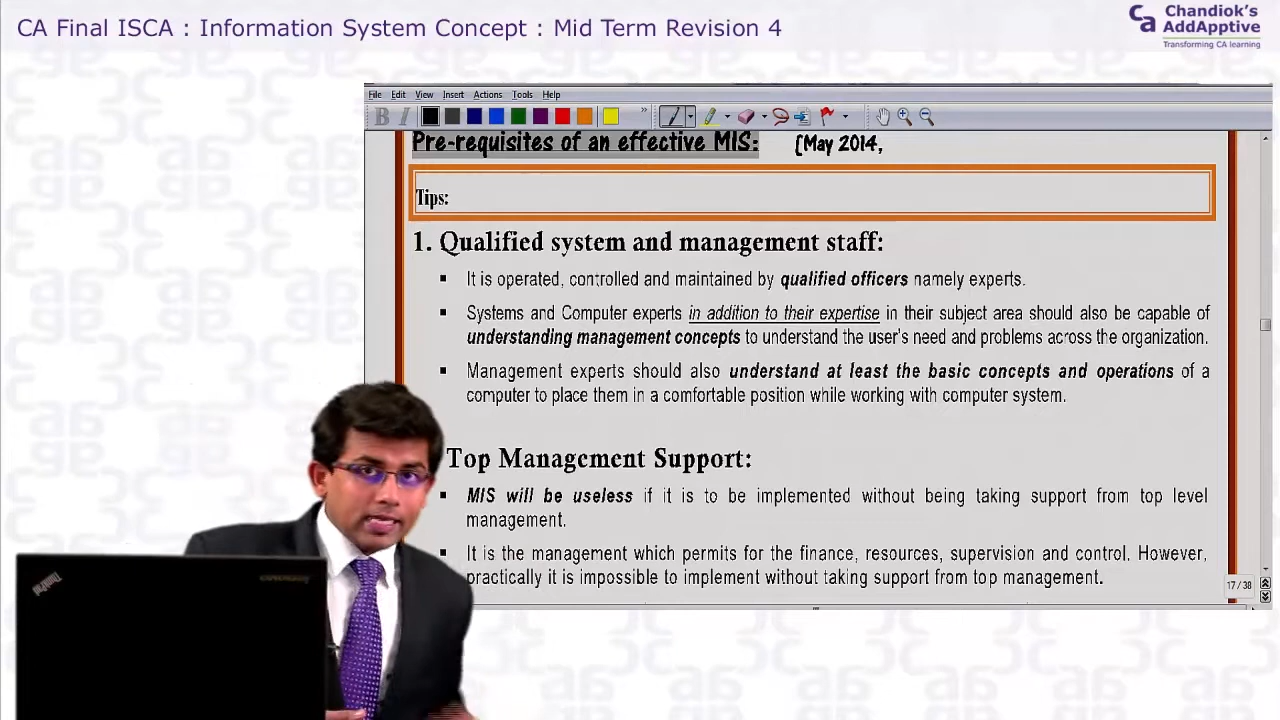 CA Final ISCA : Information System Concept : Mid Term Revision 4
Chandiok's
Ca AddApptive
Transforming CA learning
File Edit View Insert Actions Tools Help
B I
Pre-requisites of an effective MIS: [May 2014,
Tips:
1. Qualified system and management staff:
▪ It is operated, controlled and maintained by qualified officers namely experts.
▪ Systems and Computer experts in addition to their expertise in their subject area should also be capable of
understanding management concepts to understand the user's need and problems across the organization.
▪ Management experts should also understand at least the basic concepts and operations of a
computer to place them in a comfortable position while working with computer system.
Top Management Support:
▪ MIS will be useless if it is to be implemented without being taking support from top level
management.
▪ It is the management which permits for the finance, resources, supervision and control. However,
practically it is impossible to implement without taking support from top management.
17 / 38
ThinkPad